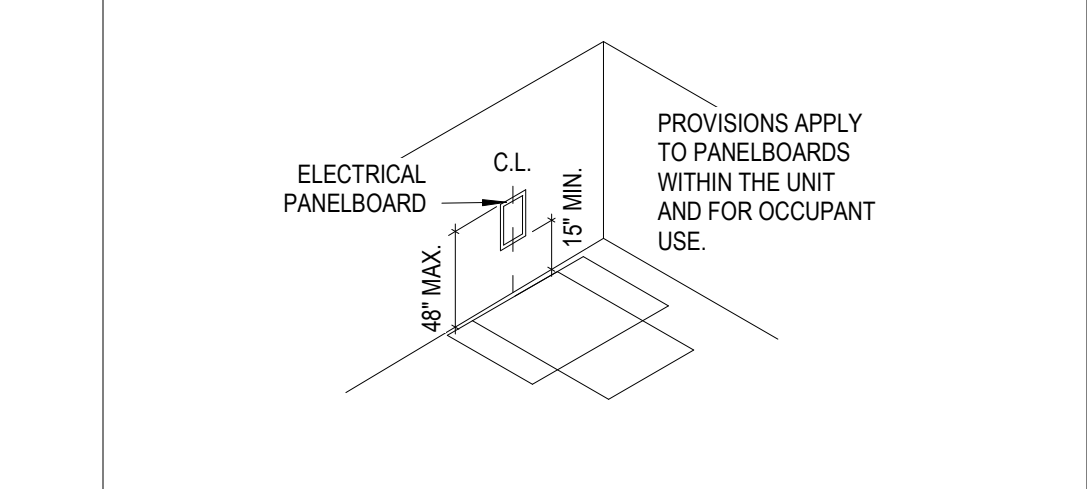 ELECTRICAL
PANELBOARD
C.L.
48" MAX.
15" MIN.
PROVISIONS APPLY
TO PANELBOARDS
WITHIN THE UNIT
AND FOR OCCUPANT
USE.